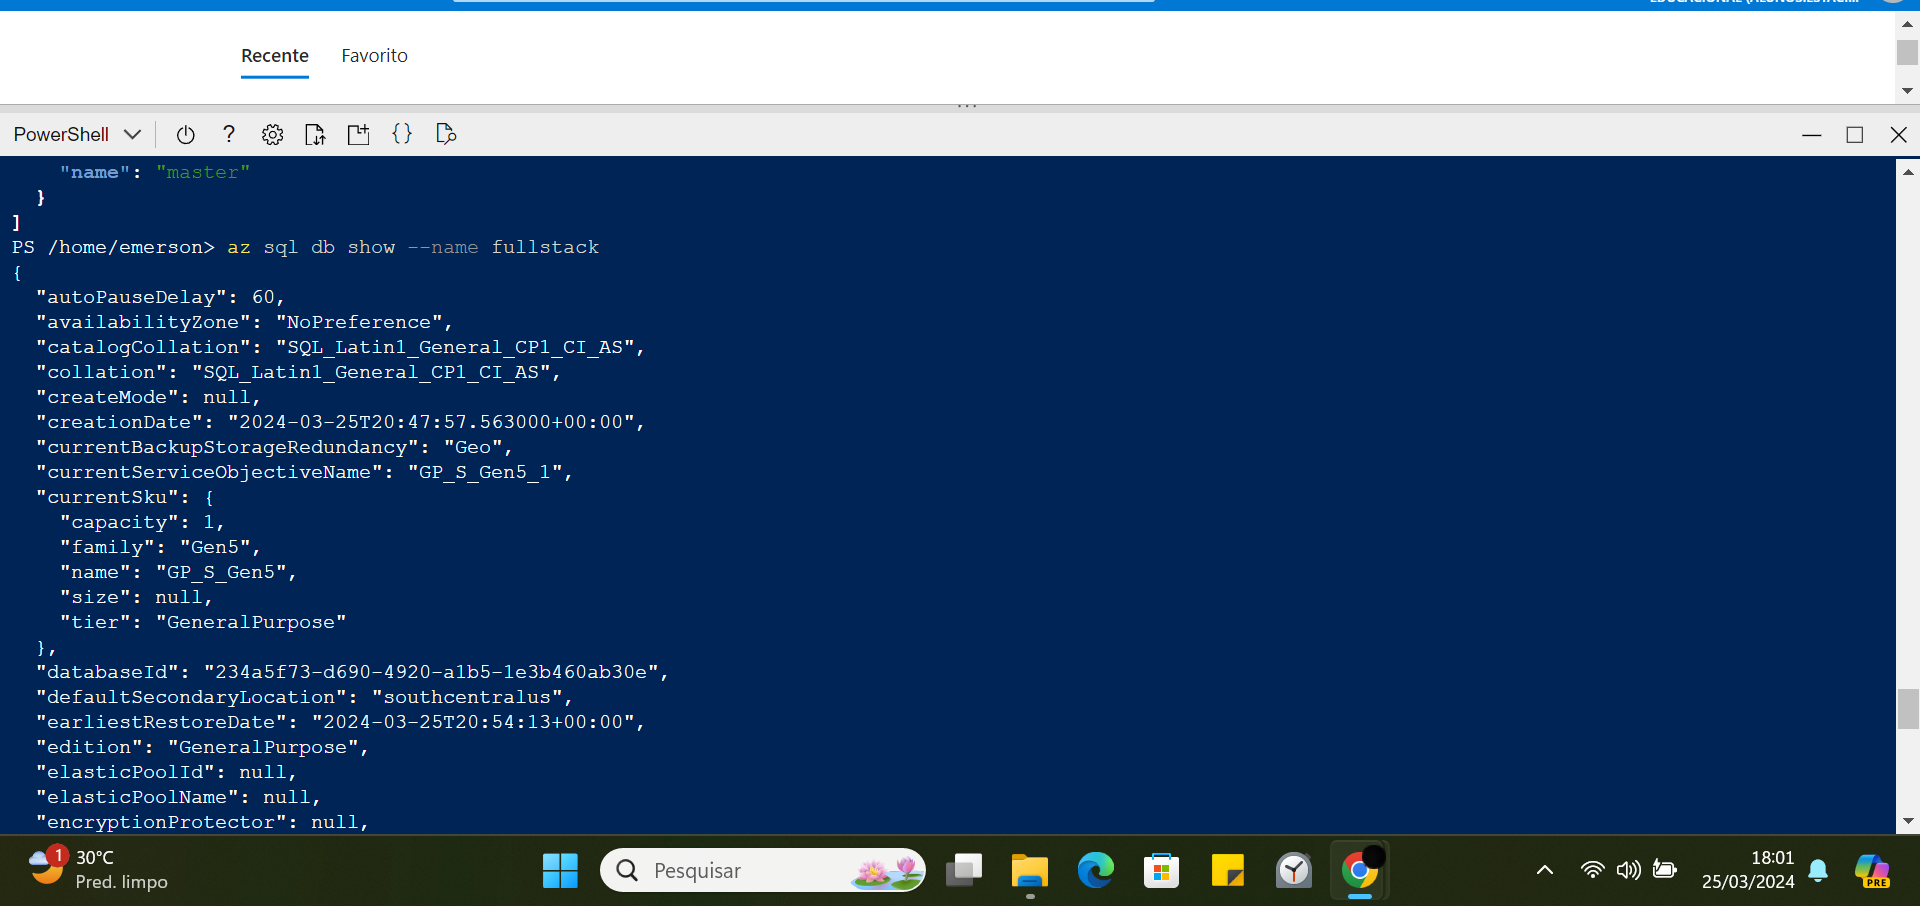 Recente Favorito
PowerShell
"name": "master"
}
]
PS /home/emerson> az sql db show --name fullstack
{
"autoPauseDelay": 60,
"availabilityZone": "NoPreference",
"catalogCollation": "SQL_Latin1_General_CP1_CI_AS",
"collation": "SQL_Latin1_General_CP1_CI_AS",
"createMode": null,
"creationDate": "2024-03-25T20:47:57.563000+00:00",
"currentBackupStorageRedundancy": "Geo",
"currentServiceObjectiveName": "GP_S_Gen5_1",
"currentSku": {
"capacity": 1,
"family": "Gen5",
"name": "GP_S_Gen5",
"size": null,
"tier": "GeneralPurpose"
},
"databaseId": "234a5f73-d690-4920-a1b5-1e3b460ab30e",
"defaultSecondaryLocation": "southcentralus",
"earliestRestoreDate": "2024-03-25T20:54:13+00:00",
"edition": "GeneralPurpose",
"elasticPoolId": null,
"elasticPoolName": null,
"encryptionProtector": null,
1
30°C
Pred. limpo
Pesquisar
18:01
25/03/2024
PRE